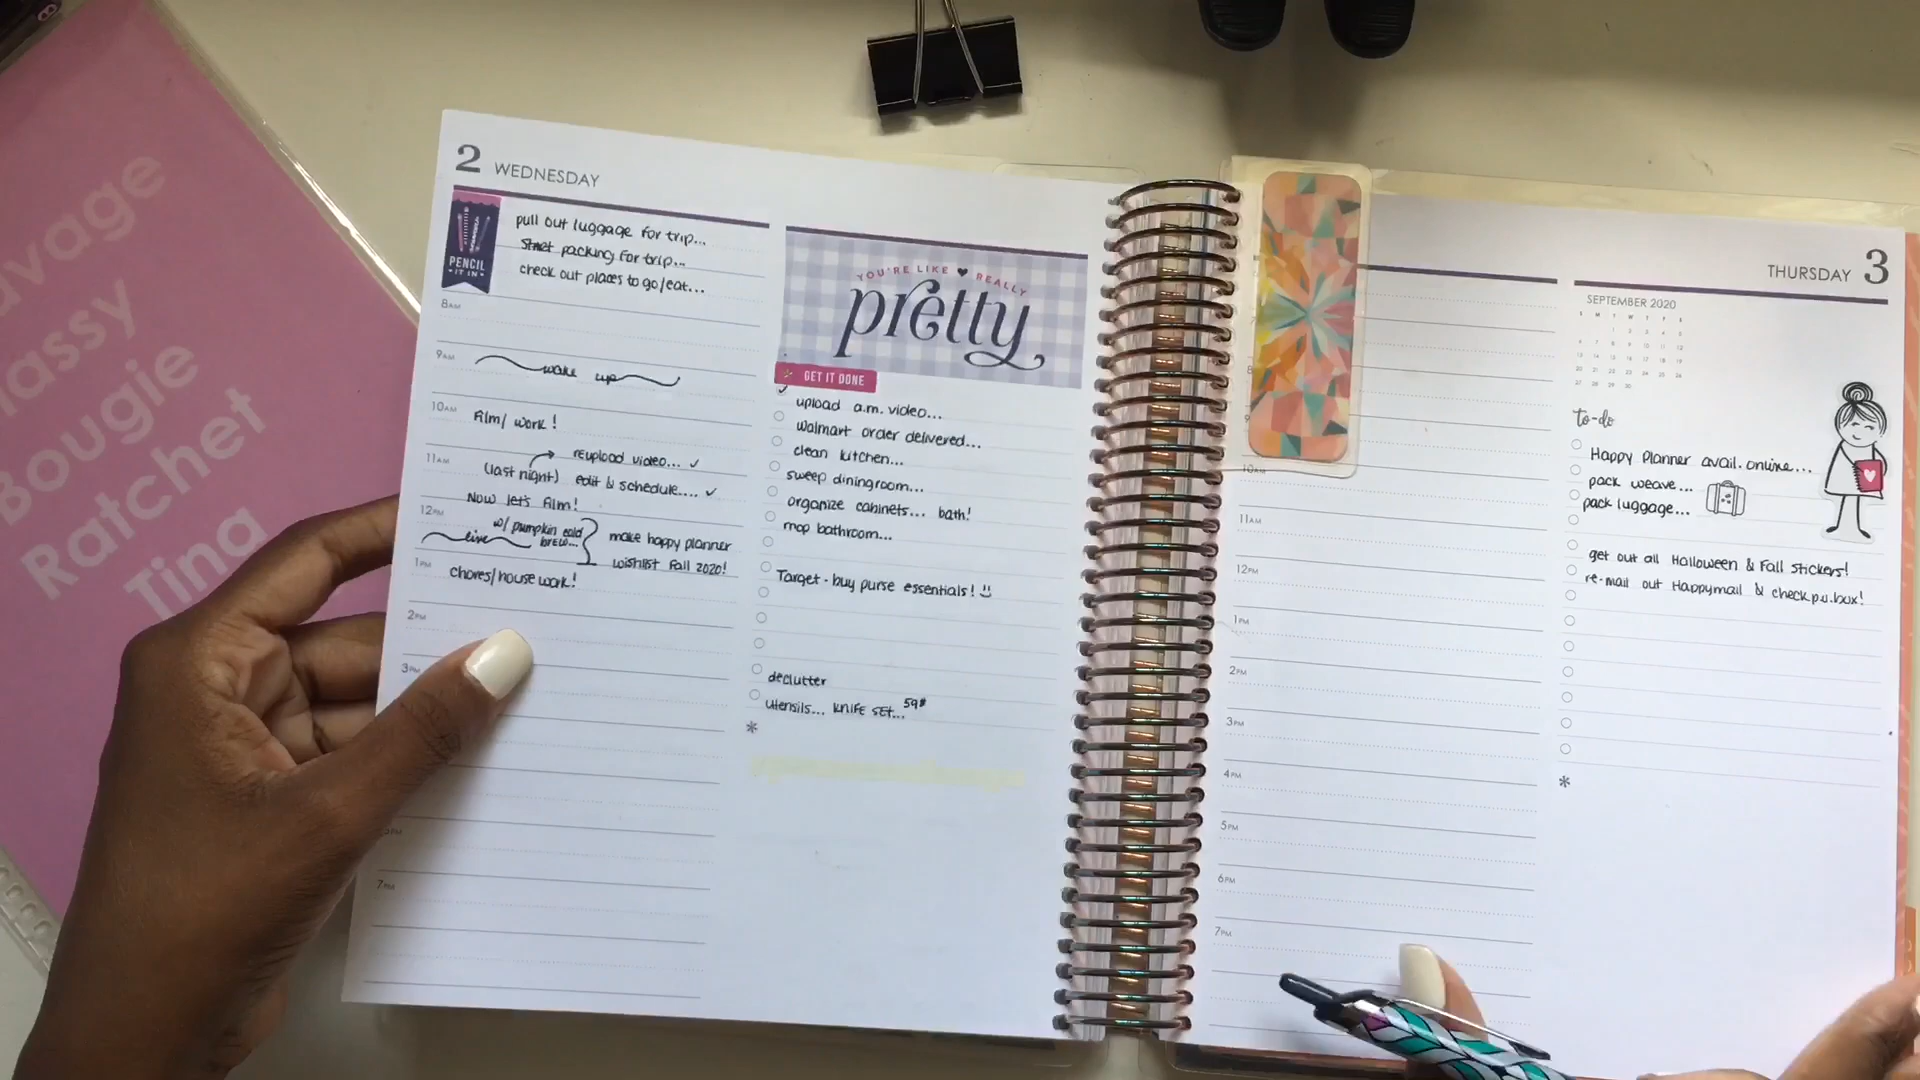 avage
lassy
Bougie
Ratchet
Tina
2 WEDNESDAY
PENCIL
IT IN
pull out luggage for trip...
Start packing for trip...
check out places to go/eat...
8AM
9AM
wake up
10AM
Film/ work!
11AM
reupload video... ✓
(last night) edit & schedule.... ✓
Now let's film!
12PM
w/ pumpkin cold
brew...
live
make happy planner
wishlist Fall 2020!
1PM
chores/house work!
2PM
3PM
7PM
YOU'RE LIKE ♥ REALLY
pretty
GET IT DONE
upload a.m. video...
walmart order delivered...
clean kitchen...
sweep diningroom...
organize cabinets... bath!
mop bathroom...
Target - buy purse essentials!
declutter
utensils... knife set...
*
THURSDAY 3
SEPTEMBER 2020
10AM
11AM
12PM
1PM
2PM
3PM
4PM
5PM
6PM
7PM
to-do
Happy Planner avail. online...
pack weave...
pack luggage...
get out all Halloween & Fall stickers!
re-mail out Happymail & check p.o. box!
*